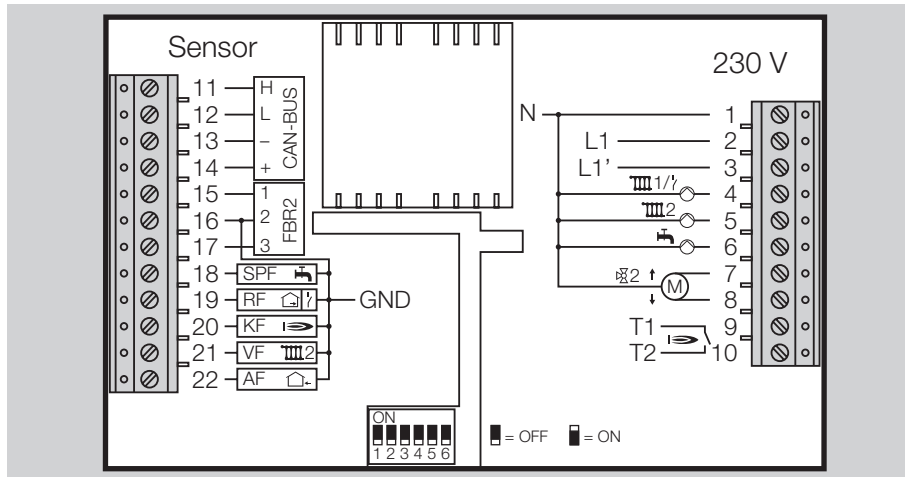 Sensor
230 V
11 H
12 L
13 –
14 +
CAN-BUS
15 1
16 2
17 3
FBR2
18 SPF
19 RF
20 KF
21 VF 2
22 AF
GND
N 1
L1 2
L1’ 3
1/ 4
2 5
6
2 M 7
8
T1 9
T2 10
ON
1 2 3 4 5 6
= OFF = ON